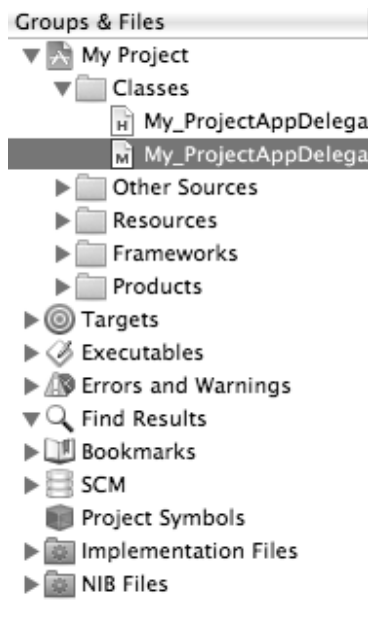 Groups & Files
My Project
Classes
H My_ProjectAppDelega
M My_ProjectAppDelega
Other Sources
Resources
Frameworks
Products
Targets
Executables
Errors and Warnings
Find Results
Bookmarks
SCM
Project Symbols
Implementation Files
NIB Files